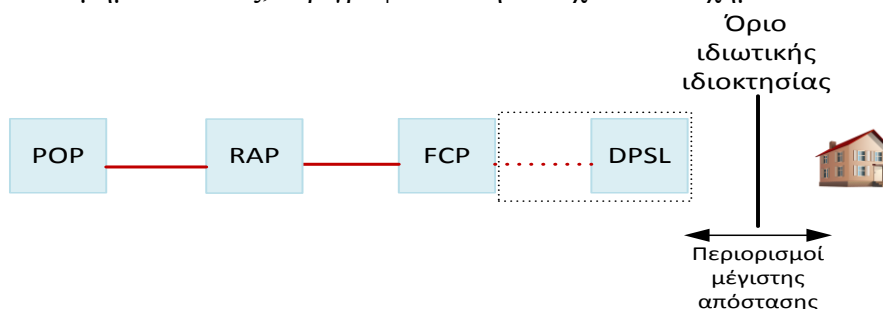 Όριο
ιδιωτικής
ιδιοκτησίας
POP
RAP
FCP
DPSL
Περιορισμοί
μέγιστης
απόστασης